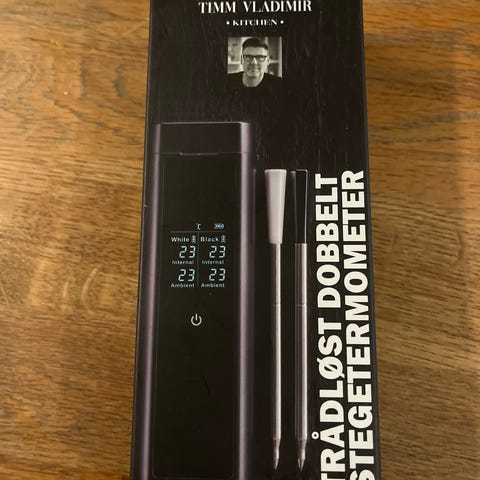 TIMM VLADIMIR
• KITCHEN •
°C
White Black
23 23
Internal Internal
23 23
Ambient Ambient
TRÅDLØST DOBBELT
STEGETERMOMETER